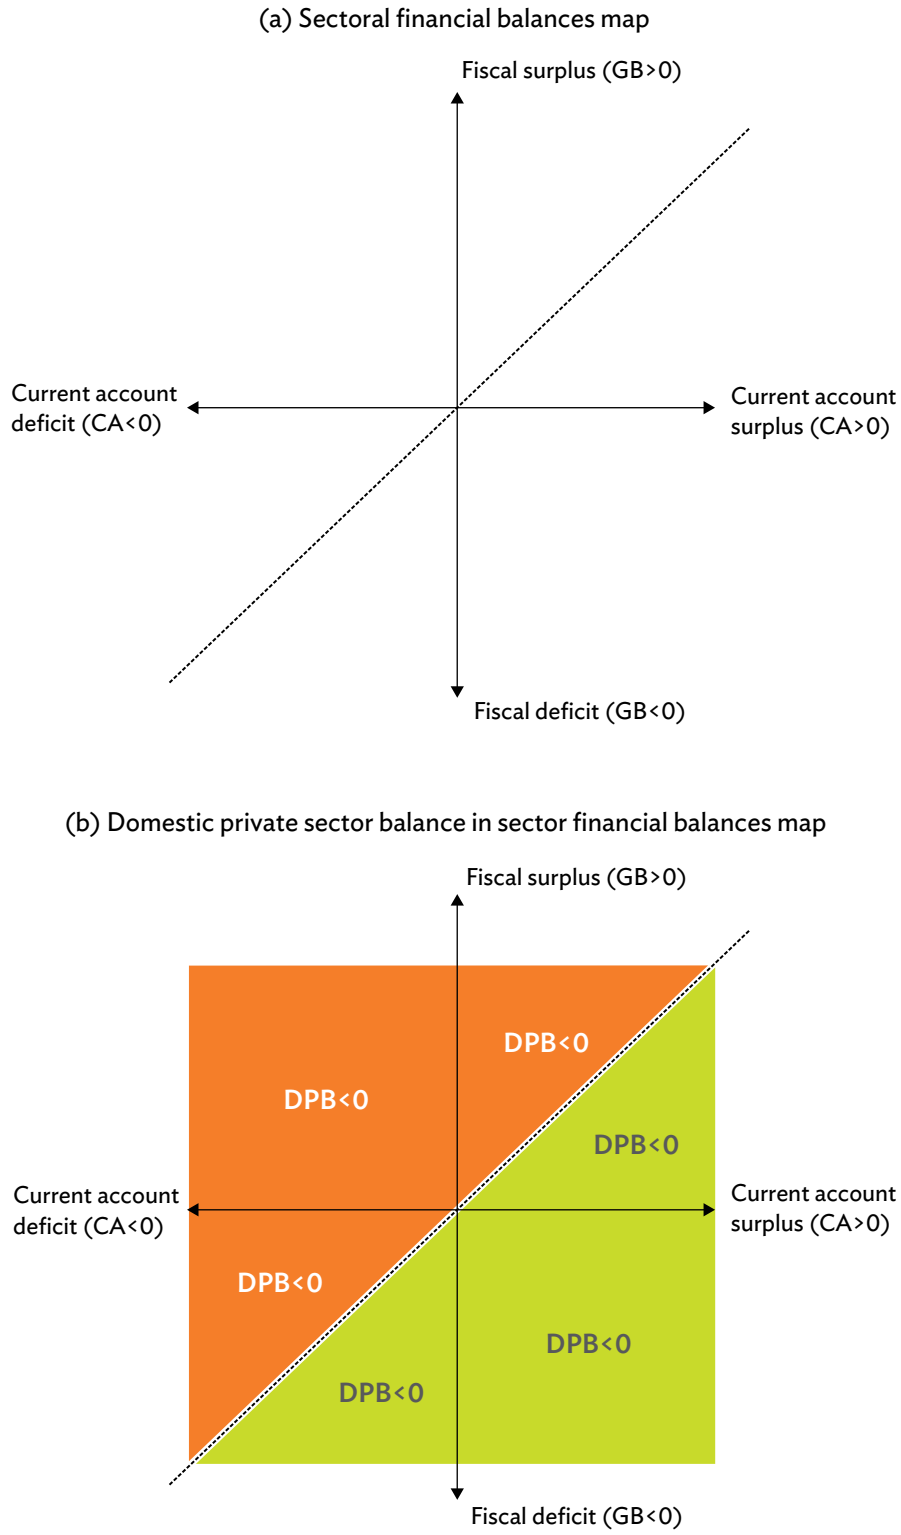 (a) Sectoral financial balances map
Fiscal surplus (GB>0)
Current account
deficit (CA<0)
Current account
surplus (CA>0)
Fiscal deficit (GB<0)
(b) Domestic private sector balance in sector financial balances map
Fiscal surplus (GB>0)
DPB<0
DPB<0
DPB<0
Current account
deficit (CA<0)
Current account
surplus (CA>0)
DPB<0
DPB<0
DPB<0
Fiscal deficit (GB<0)